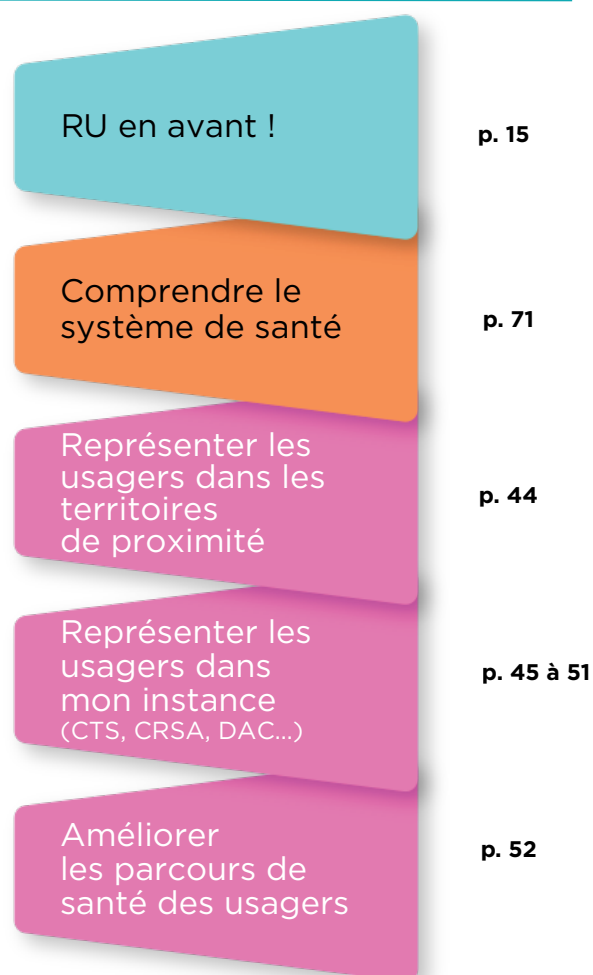 RU en avant !
p. 15
Comprendre le
système de santé
p. 71
Représenter les
usagers dans les
territoires
de proximité
p. 44
Représenter les
usagers dans
mon instance
(CTS, CRSA, DAC...)
p. 45 à 51
Améliorer
les parcours de
santé des usagers
p. 52